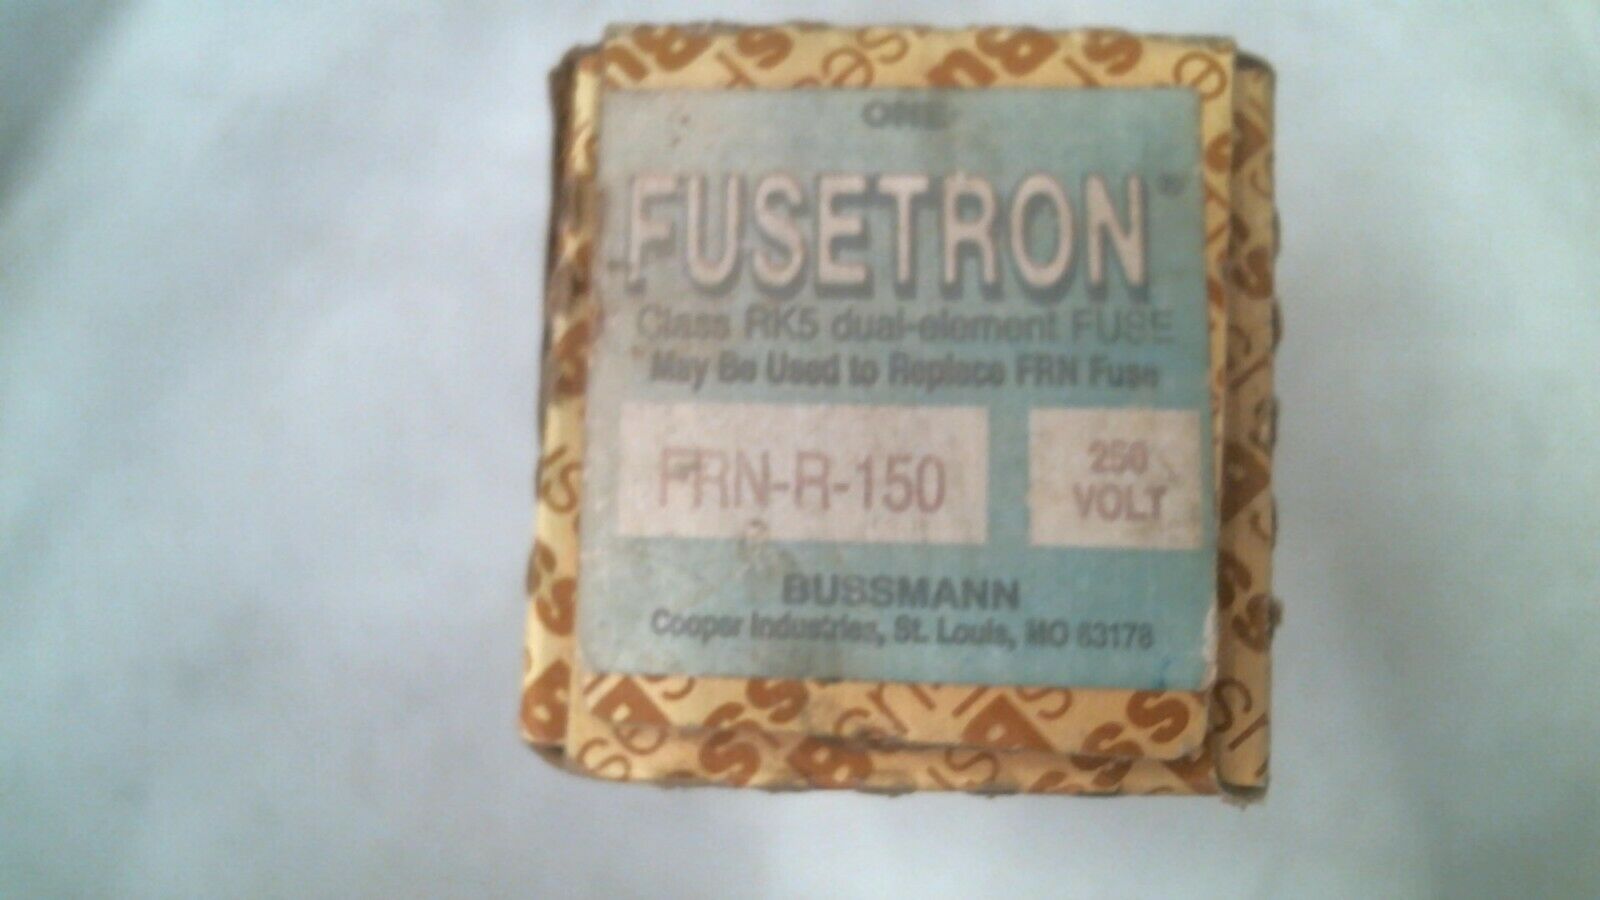 ONE
FUSETRON®
Class RK5 dual-element FUSE
May Be Used to Replace FRN Fuse
FRN-R-150
250
VOLT
BUSSMANN
Cooper Industries, St. Louis, MO 63178